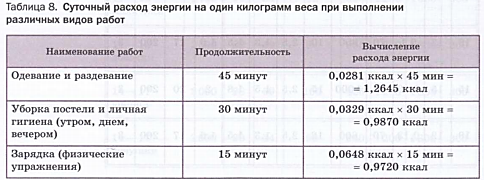 Таблица 8. Суточный расход энергии на один килограмм веса при выполнении
различных видов работ
Наименование работ
Продолжительность
Вычисление
расхода энергии
Одевание и раздевание
45 минут
0,0281 ккал × 45 мин =
= 1,2645 ккал
Уборка постели и личная
гигиена (утром, днем,
вечером)
30 минут
0,0329 ккал × 30 мин =
= 0,9870 ккал
Зарядка (физические
упражнения)
15 минут
0,0648 ккал × 15 мин =
= 0,9720 ккал